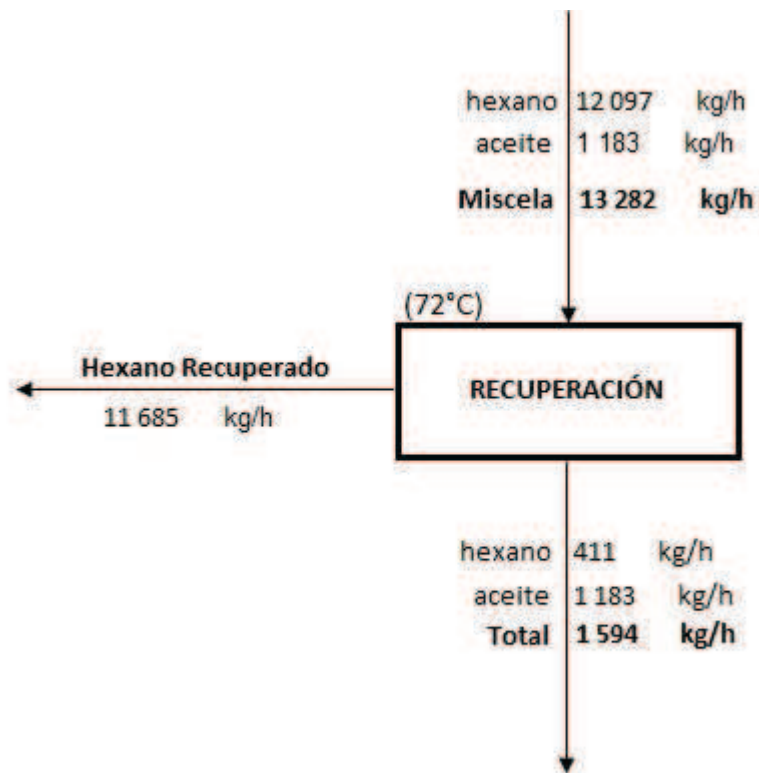 hexano 12 097 kg/h
aceite 1 183 kg/h
Miscela 13 282 kg/h
(72°C)
Hexano Recuperado
11 685 kg/h
RECUPERACIÓN
hexano 411 kg/h
aceite 1 183 kg/h
Total 1 594 kg/h